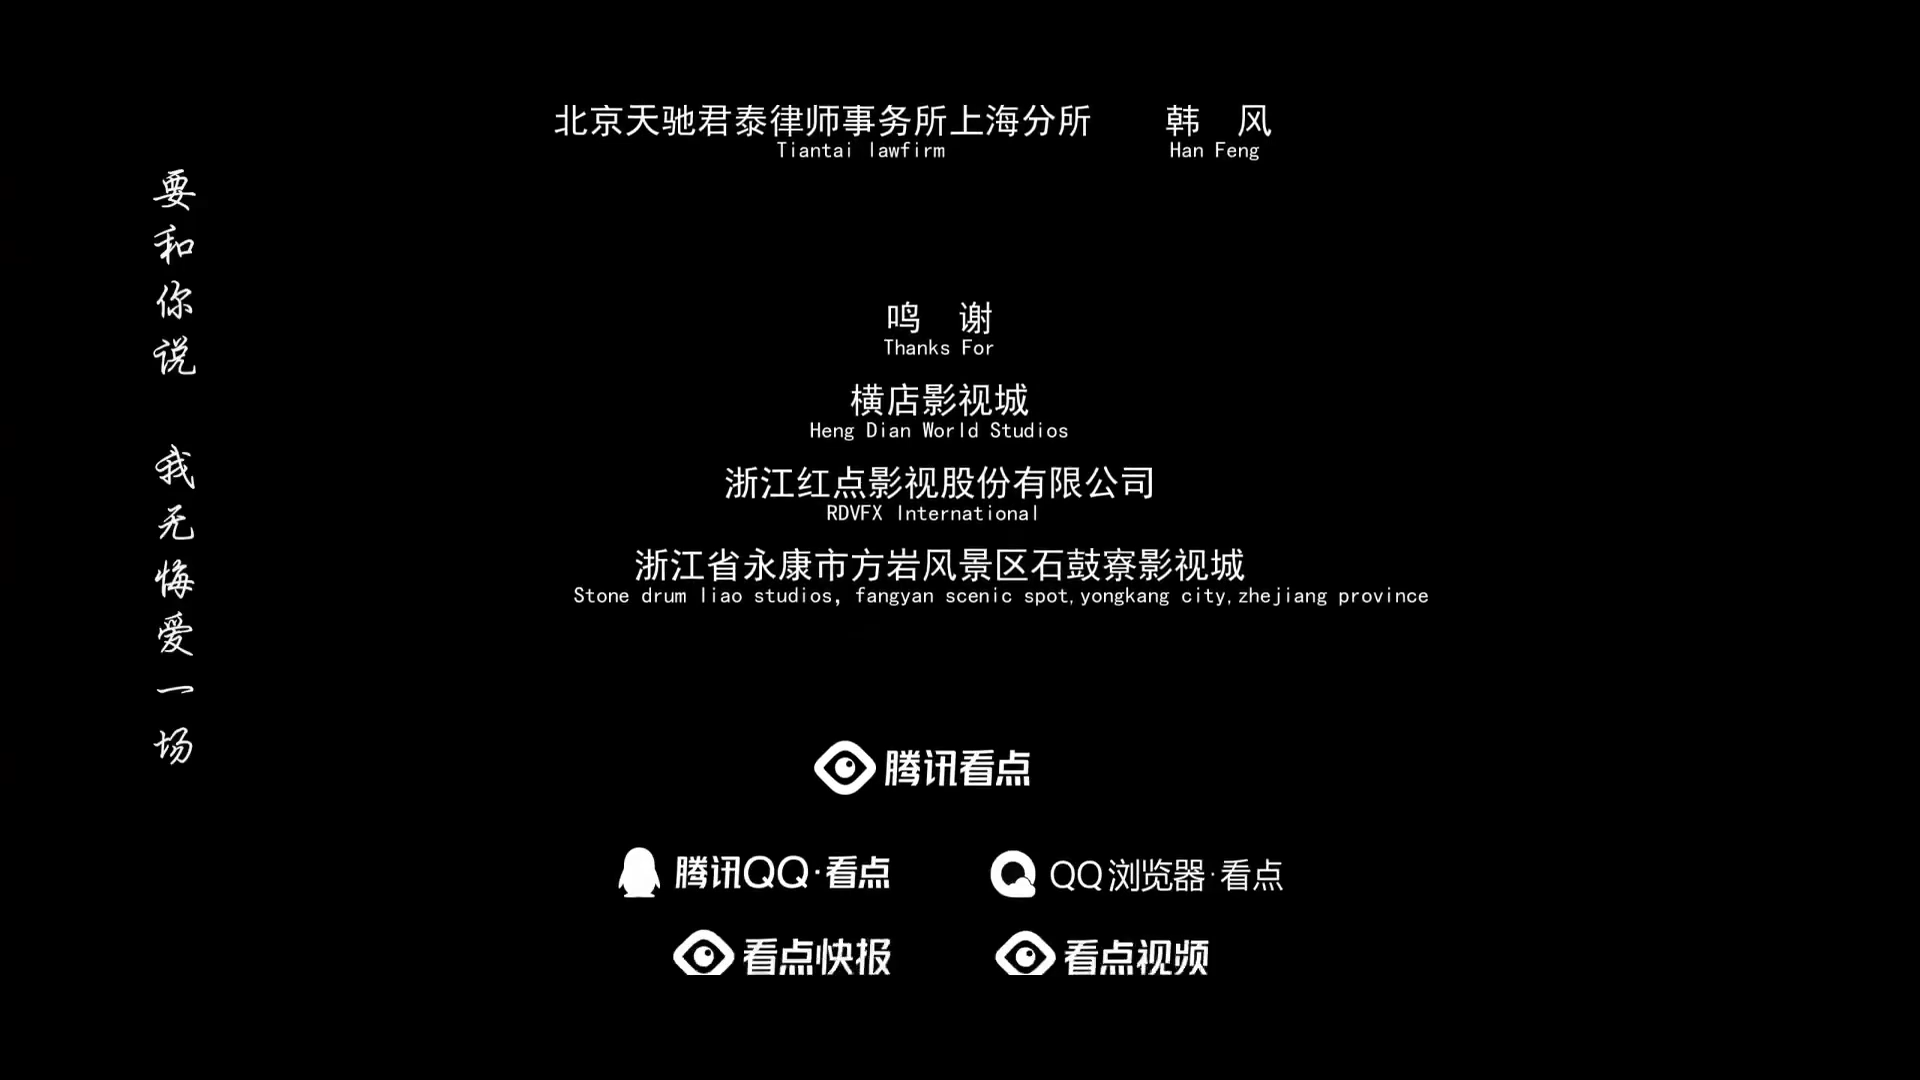 北京天驰君泰律师事务所上海分所 韩 风
Tiantai lawfirm Han Feng
要和你说 我无悔爱一场
鸣 谢
Thanks For
横店影视城
Heng Dian World Studios
浙江红点影视股份有限公司
RDVFX International
浙江省永康市方岩风景区石鼓寮影视城
Stone drum liao studios, fangyan scenic spot,yongkang city,zhejiang province
腾讯看点
腾讯QQ·看点 QQ浏览器·看点
看点快报 看点视频